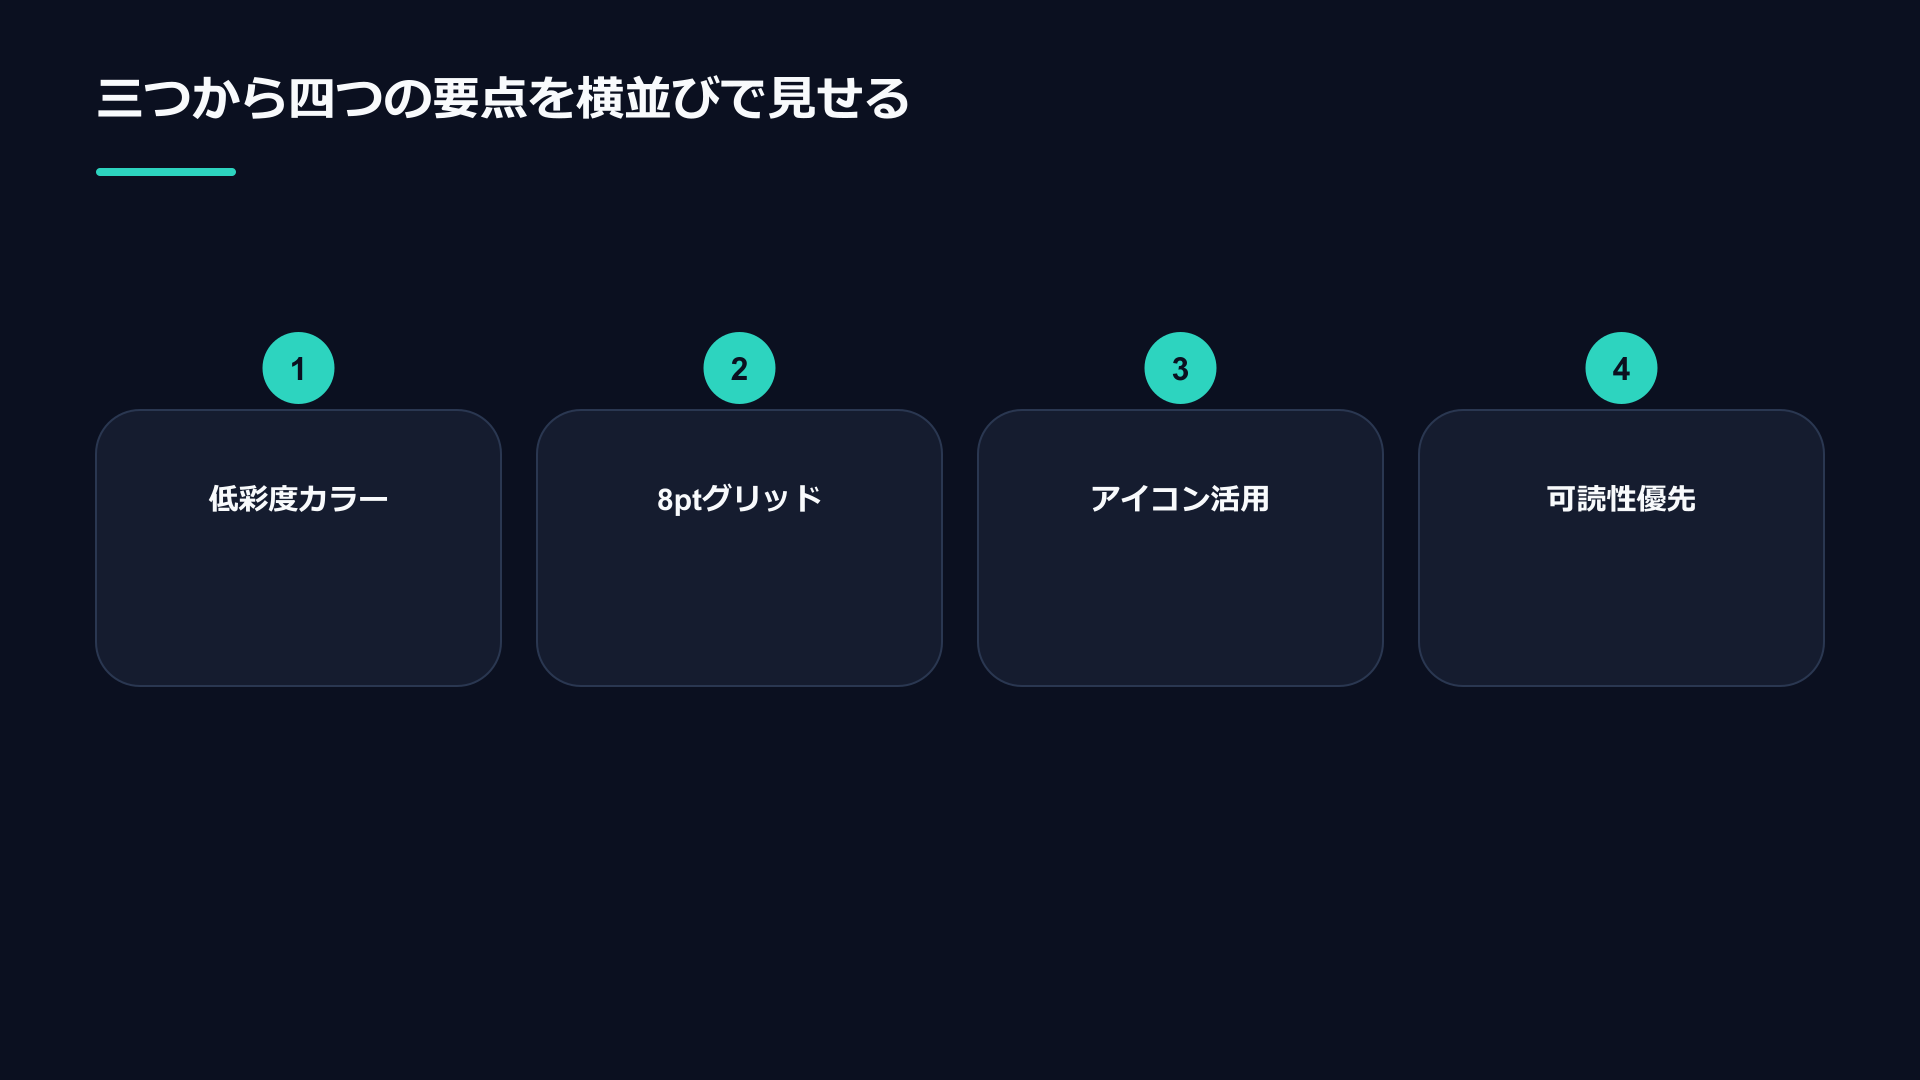 三つから四つの要点を横並びで見せる
1
2
3
4
低彩度カラー
8ptグリッド
アイコン活用
可読性優先